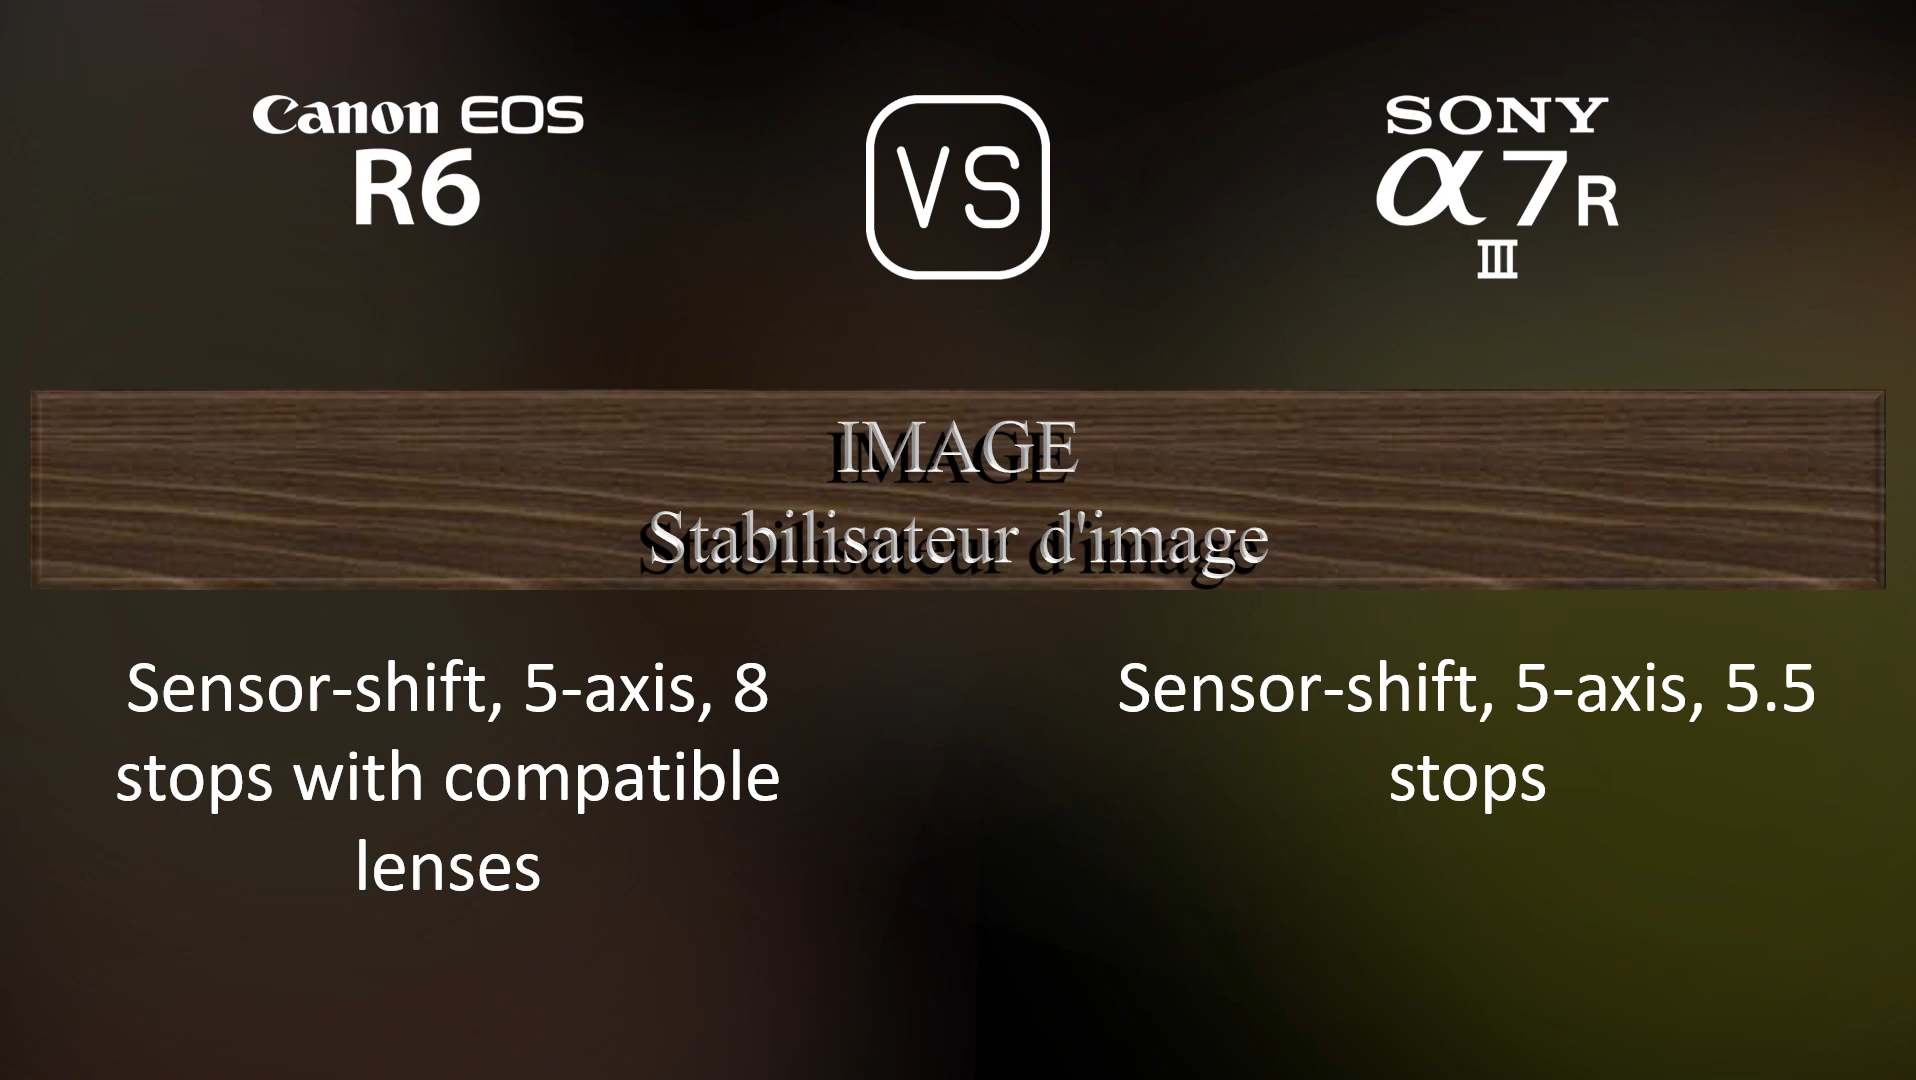 Canon EOS
R6
VS
SONY
α7R
III
IMAGE
Stabilisateur d'image
Sensor-shift, 5-axis, 8
stops with compatible
lenses
Sensor-shift, 5-axis, 5.5
stops